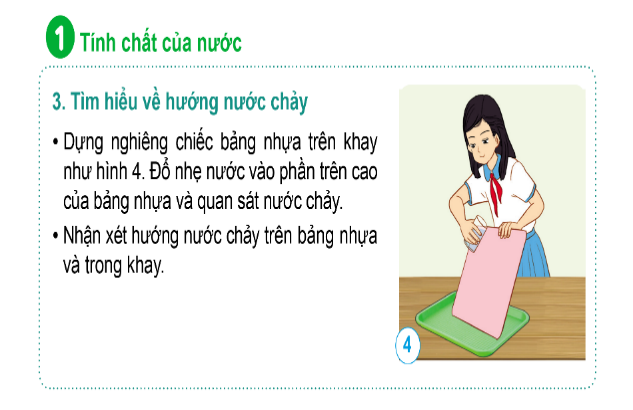 1 Tính chất của nước
3. Tìm hiểu về hướng nước chảy
• Dựng nghiêng chiếc bảng nhựa trên khay
như hình 4. Đổ nhẹ nước vào phần trên cao
của bảng nhựa và quan sát nước chảy.
• Nhận xét hướng nước chảy trên bảng nhựa
và trong khay.
4